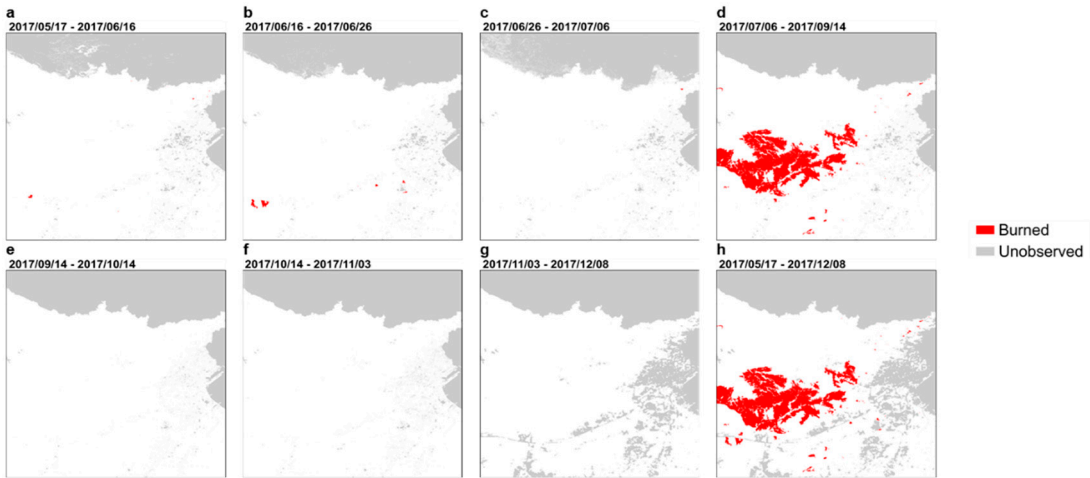 a
2017/05/17 - 2017/06/16
b
2017/06/16 - 2017/06/26
c
2017/06/26 - 2017/07/06
d
2017/07/06 - 2017/09/14
e
2017/09/14 - 2017/10/14
f
2017/10/14 - 2017/11/03
g
2017/11/03 - 2017/12/08
h
2017/05/17 - 2017/12/08
Burned
Unobserved